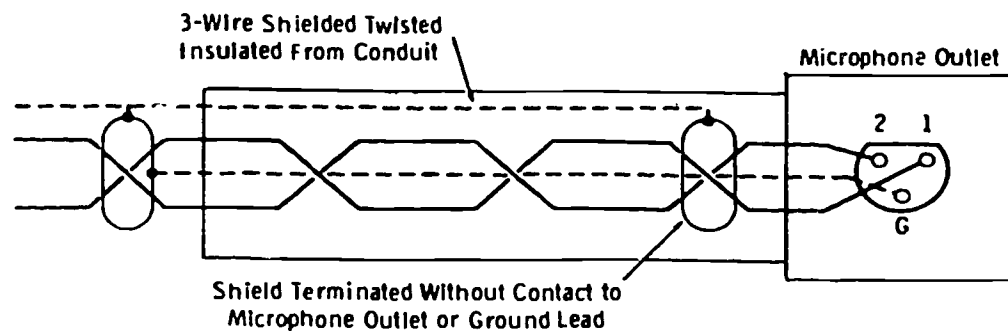 3-Wire Shielded Twisted
Insulated From Conduit
Microphone Outlet
2 1
G
Shield Terminated Without Contact to
Microphone Outlet or Ground Lead